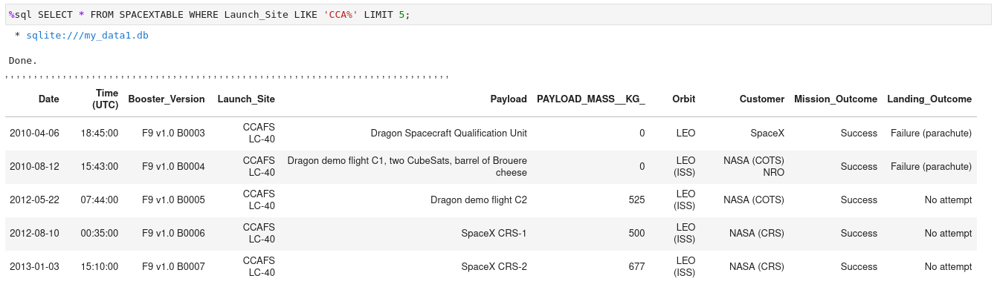 %sql SELECT * FROM SPACEXTABLE WHERE Launch_Site LIKE 'CCA%' LIMIT 5;
* sqlite:///my_data1.db
Done.
,,,,,,,,,,,,,,,,,,,,,,,,,,,,,,,,,,,,,,,,,,,,,,,,,,,,,,,,,,,,,,,,,,,,,,,,,,,
Date Time (UTC) Booster_Version Launch_Site Payload PAYLOAD_MASS__KG_ Orbit Customer Mission_Outcome Landing_Outcome
2010-04-06 18:45:00 F9 v1.0 B0003 CCAFS LC-40 Dragon Spacecraft Qualification Unit 0 LEO SpaceX Success Failure (parachute)
2010-08-12 15:43:00 F9 v1.0 B0004 CCAFS LC-40 Dragon demo flight C1, two CubeSats, barrel of Brouere cheese 0 LEO (ISS) NASA (COTS) NRO Success Failure (parachute)
2012-05-22 07:44:00 F9 v1.0 B0005 CCAFS LC-40 Dragon demo flight C2 525 LEO (ISS) NASA (COTS) Success No attempt
2012-08-10 00:35:00 F9 v1.0 B0006 CCAFS LC-40 SpaceX CRS-1 500 LEO (ISS) NASA (CRS) Success No attempt
2013-01-03 15:10:00 F9 v1.0 B0007 CCAFS LC-40 SpaceX CRS-2 677 LEO (ISS) NASA (CRS) Success No attempt